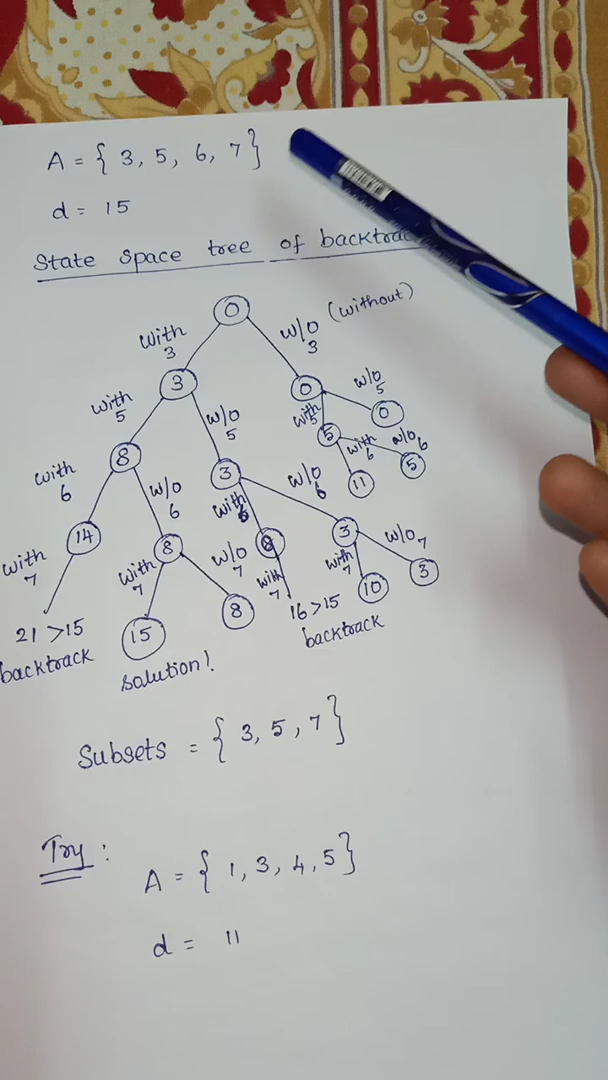 A = { 3, 5, 6, 7 }
d = 15
State space tree of
0
with 3
w/o 3 (without)
3
0
with 5
w/o 5
with 5
w/o 5
8
3
5
0
with 6
w/o 6
with 6
w/o 6
with 6
w/o 6
14
8
3
11
5
with 7
with 7
w/o 7
with 7
with 7
w/o 7
21 > 15
backtrack
15
8
16 > 15
backtrack
10
3
solution!
Subsets = { 3, 5, 7 }
Try :
A = { 1, 3, 4, 5 }
d = 11